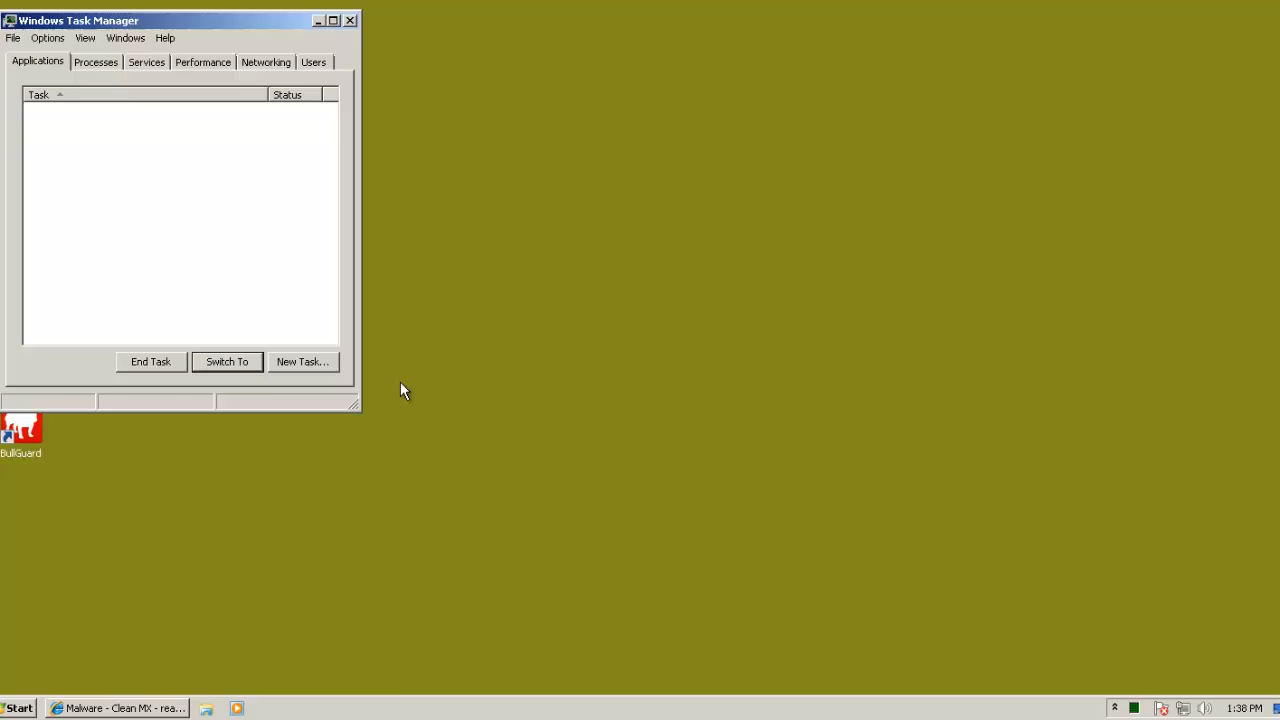 Windows Task Manager
File Options View Windows Help
Applications Processes Services Performance Networking Users
Task Status
End Task Switch To New Task...
BullGuard
Start Malware - Clean MX - rea... 1:38 PM